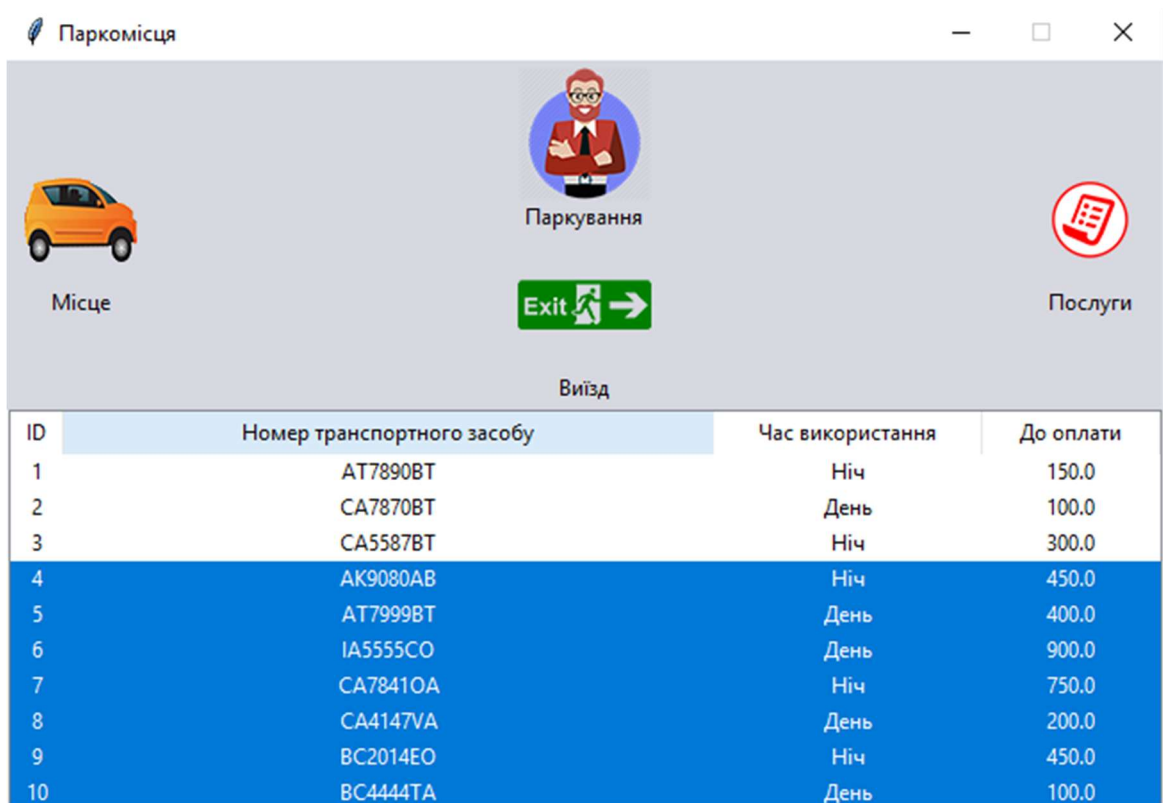 Паркомісця
Паркування
Місце
Exit
Послуги
Виїзд
ID Номер транспортного засобу Час використання До оплати
1 AT7890BT Ніч 150.0
2 CA7870BT День 100.0
3 CA5587BT Ніч 300.0
4 AK9080AB Ніч 450.0
5 AT7999BT День 400.0
6 IA5555CO День 900.0
7 CA7841OA Ніч 750.0
8 CA4147VA День 200.0
9 BC2014EO Ніч 450.0
10 BC4444TA День 100.0